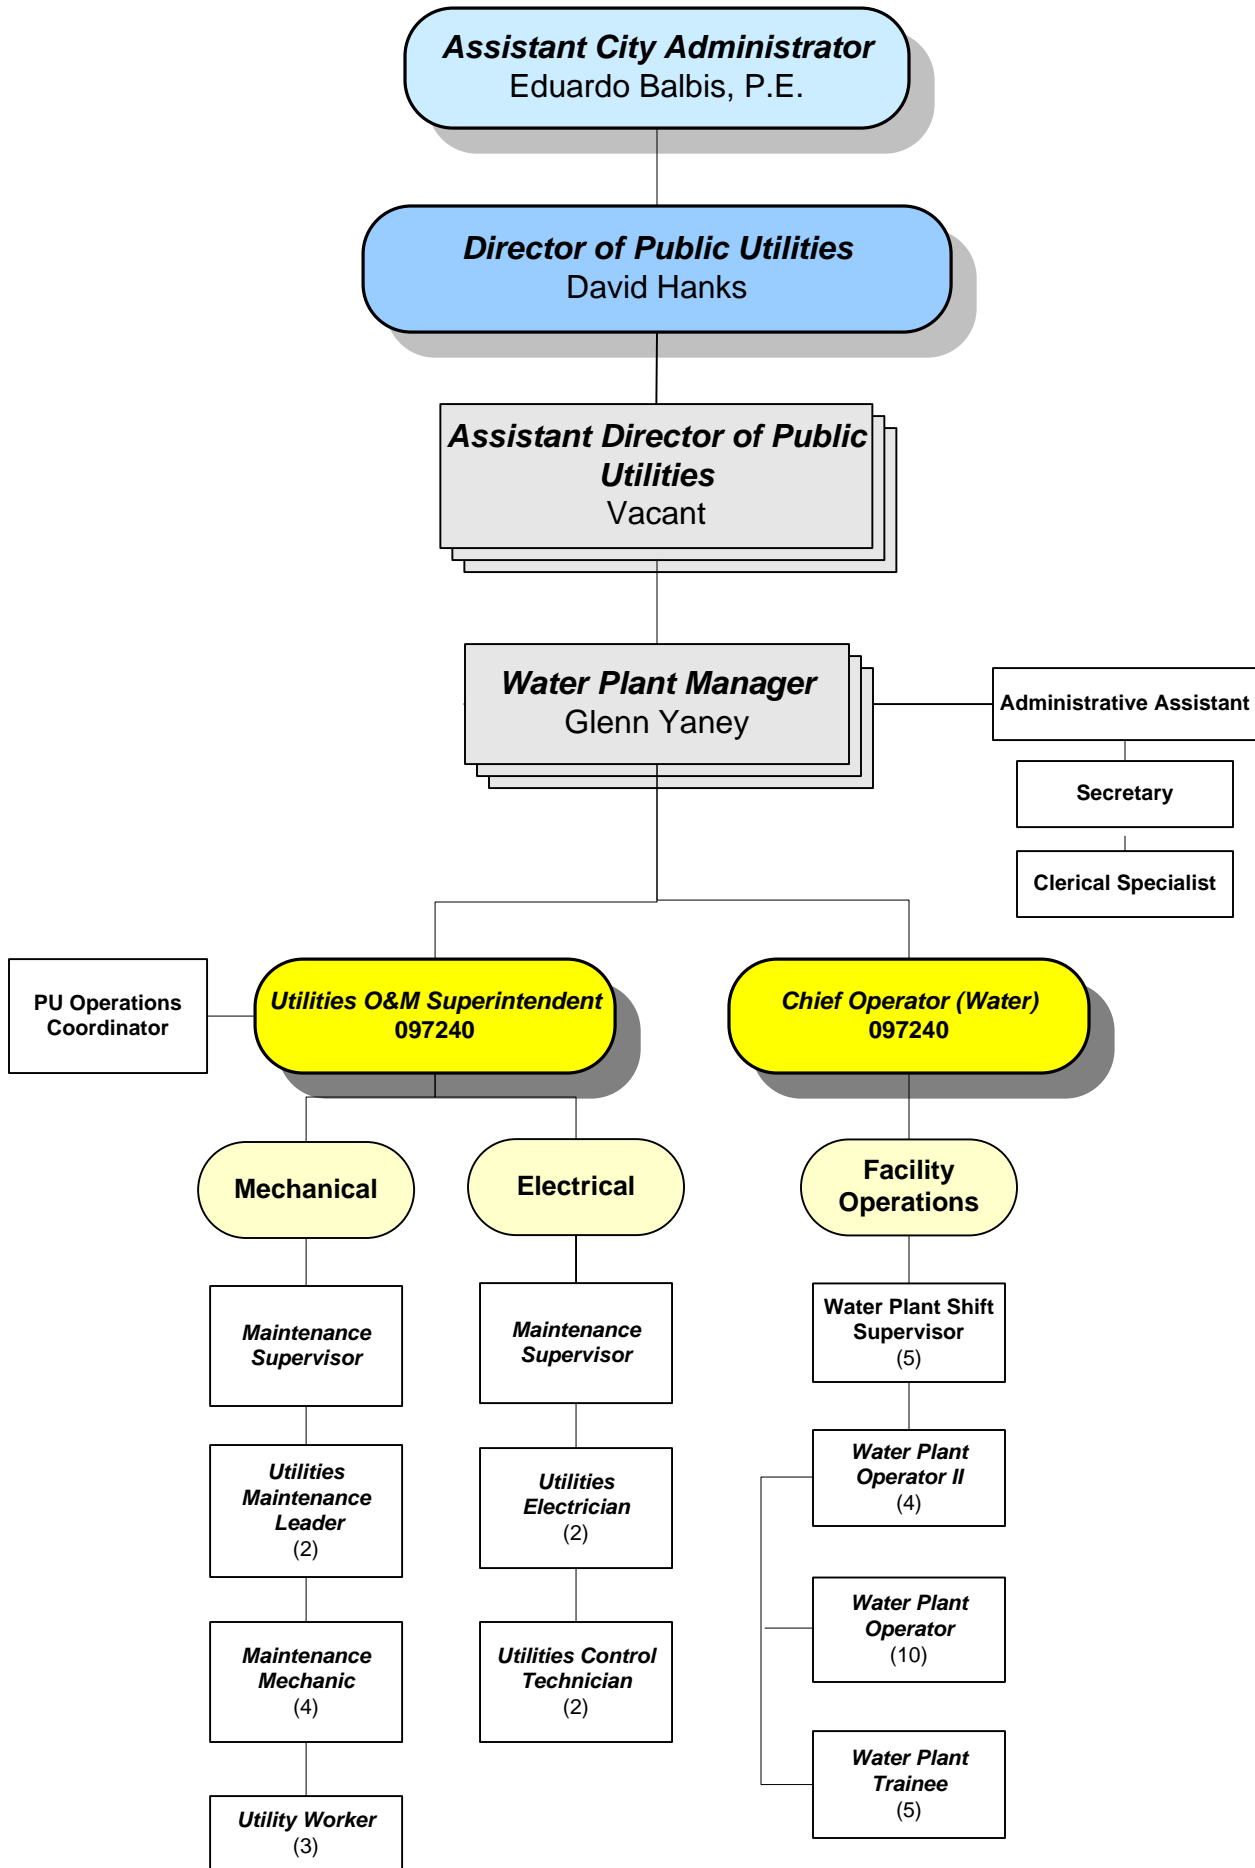 Assistant City Administrator
Eduardo Balbis, P.E.
Director of Public Utilities
David Hanks
Assistant Director of Public
Utilities
Vacant
Water Plant Manager
Glenn Yaney
Administrative Assistant
Secretary
Clerical Specialist
PU Operations
Coordinator
Utilities O&M Superintendent
097240
Chief Operator (Water)
097240
Mechanical
Electrical
Facility
Operations
Maintenance
Supervisor
Maintenance
Supervisor
Water Plant Shift
Supervisor
(5)
Utilities
Maintenance
Leader
(2)
Utilities
Electrician
(2)
Water Plant
Operator II
(4)
Maintenance
Mechanic
(4)
Utilities Control
Technician
(2)
Water Plant
Operator
(10)
Utility Worker
(3)
Water Plant
Trainee
(5)